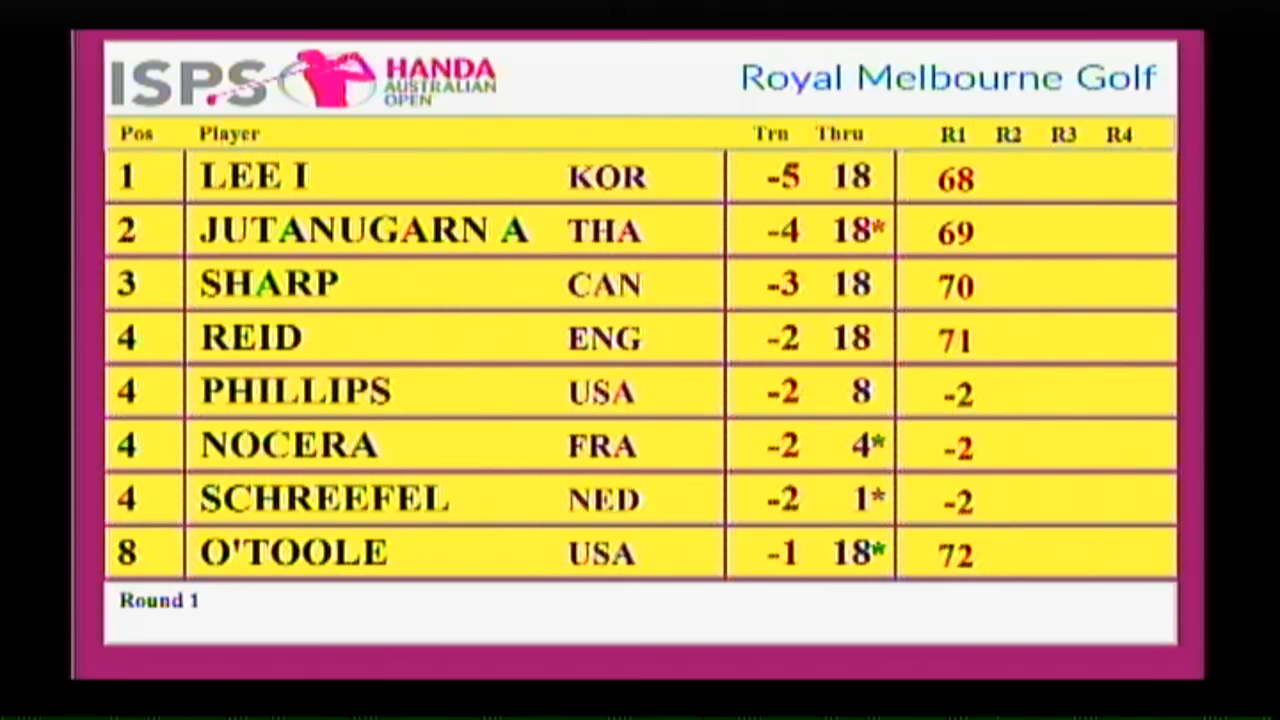 ISPS HANDA AUSTRALIAN OPEN Royal Melbourne Golf
Pos Player Trn Thru R1 R2 R3 R4
1 LEE I KOR -5 18 68
2 JUTANUGARN A THA -4 18* 69
3 SHARP CAN -3 18 70
4 REID ENG -2 18 71
4 PHILLIPS USA -2 8 -2
4 NOCERA FRA -2 4* -2
4 SCHREEFEL NED -2 1* -2
8 O'TOOLE USA -1 18* 72
Round 1